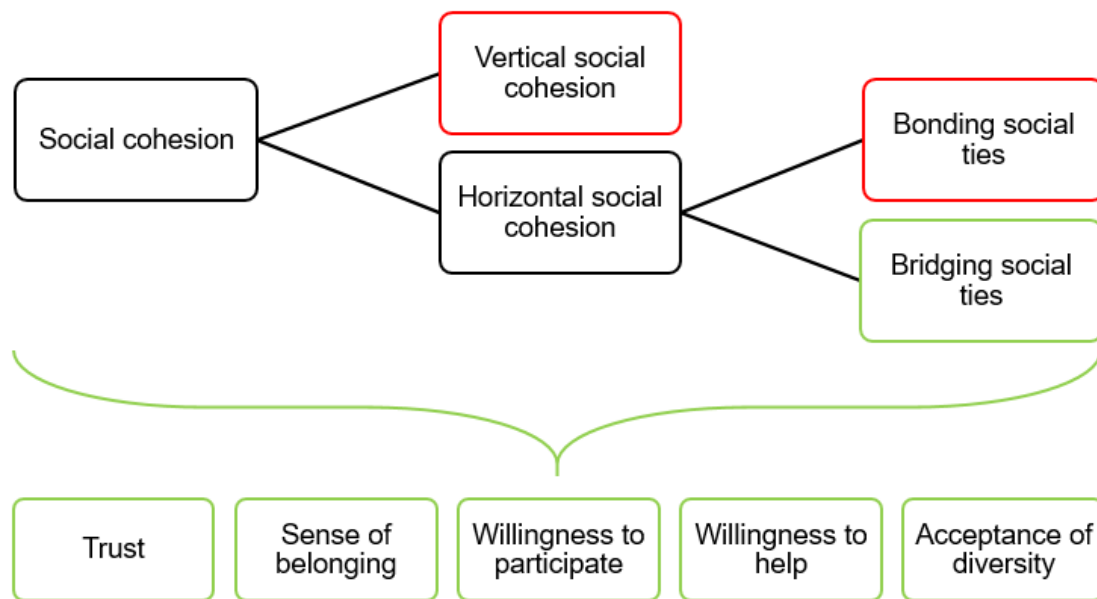 Vertical social
cohesion
Social cohesion
Bonding social
ties
Horizontal social
cohesion
Bridging social
ties
Trust
Sense of
belonging
Willingness to
participate
Willingness to
help
Acceptance of
diversity